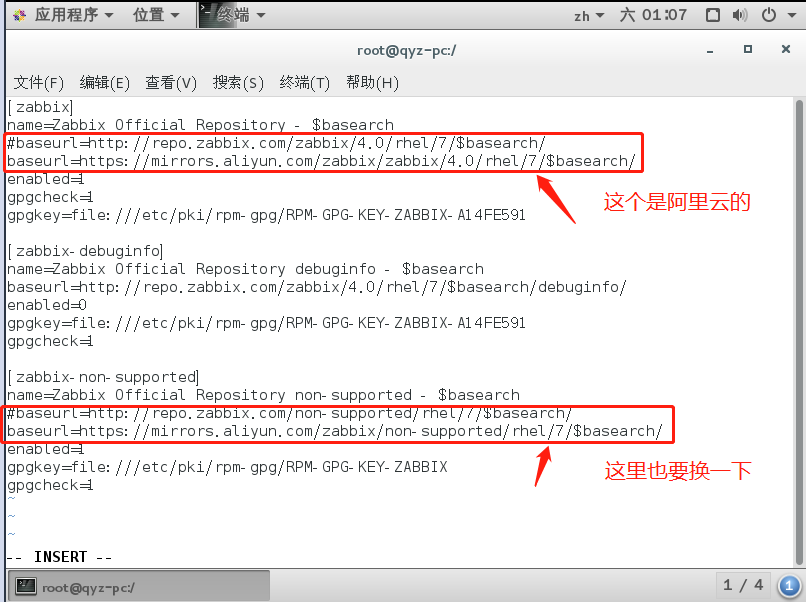 应用程序 位置 终端 zh 六 01:07
root@qyz-pc:/
文件(F) 编辑(E) 查看(V) 搜索(S) 终端(T) 帮助(H)
[zabbix]
name=Zabbix Official Repository - $basearch
#baseurl=http://repo.zabbix.com/zabbix/4.0/rhel/7/$basearch/
baseurl=https://mirrors.aliyun.com/zabbix/zabbix/4.0/rhel/7/$basearch/
enabled=1
gpgcheck=1
这个是阿里云的
gpgkey=file:///etc/pki/rpm-gpg/RPM-GPG-KEY-ZABBIX-A14FE591
[zabbix-debuginfo]
name=Zabbix Official Repository debuginfo - $basearch
baseurl=http://repo.zabbix.com/zabbix/4.0/rhel/7/$basearch/debuginfo/
enabled=0
gpgkey=file:///etc/pki/rpm-gpg/RPM-GPG-KEY-ZABBIX-A14FE591
gpgcheck=1
[zabbix-non-supported]
name=Zabbix Official Repository non-supported - $basearch
#baseurl=http://repo.zabbix.com/non-supported/rhel/7/$basearch/
baseurl=https://mirrors.aliyun.com/zabbix/non-supported/rhel/7/$basearch/
enabled=1
gpgkey=file:///etc/pki/rpm-gpg/RPM-GPG-KEY-ZABBIX
这里也要换一下
gpgcheck=1
~
~
~
-- INSERT --
root@qyz-pc:/ 1 / 4 1